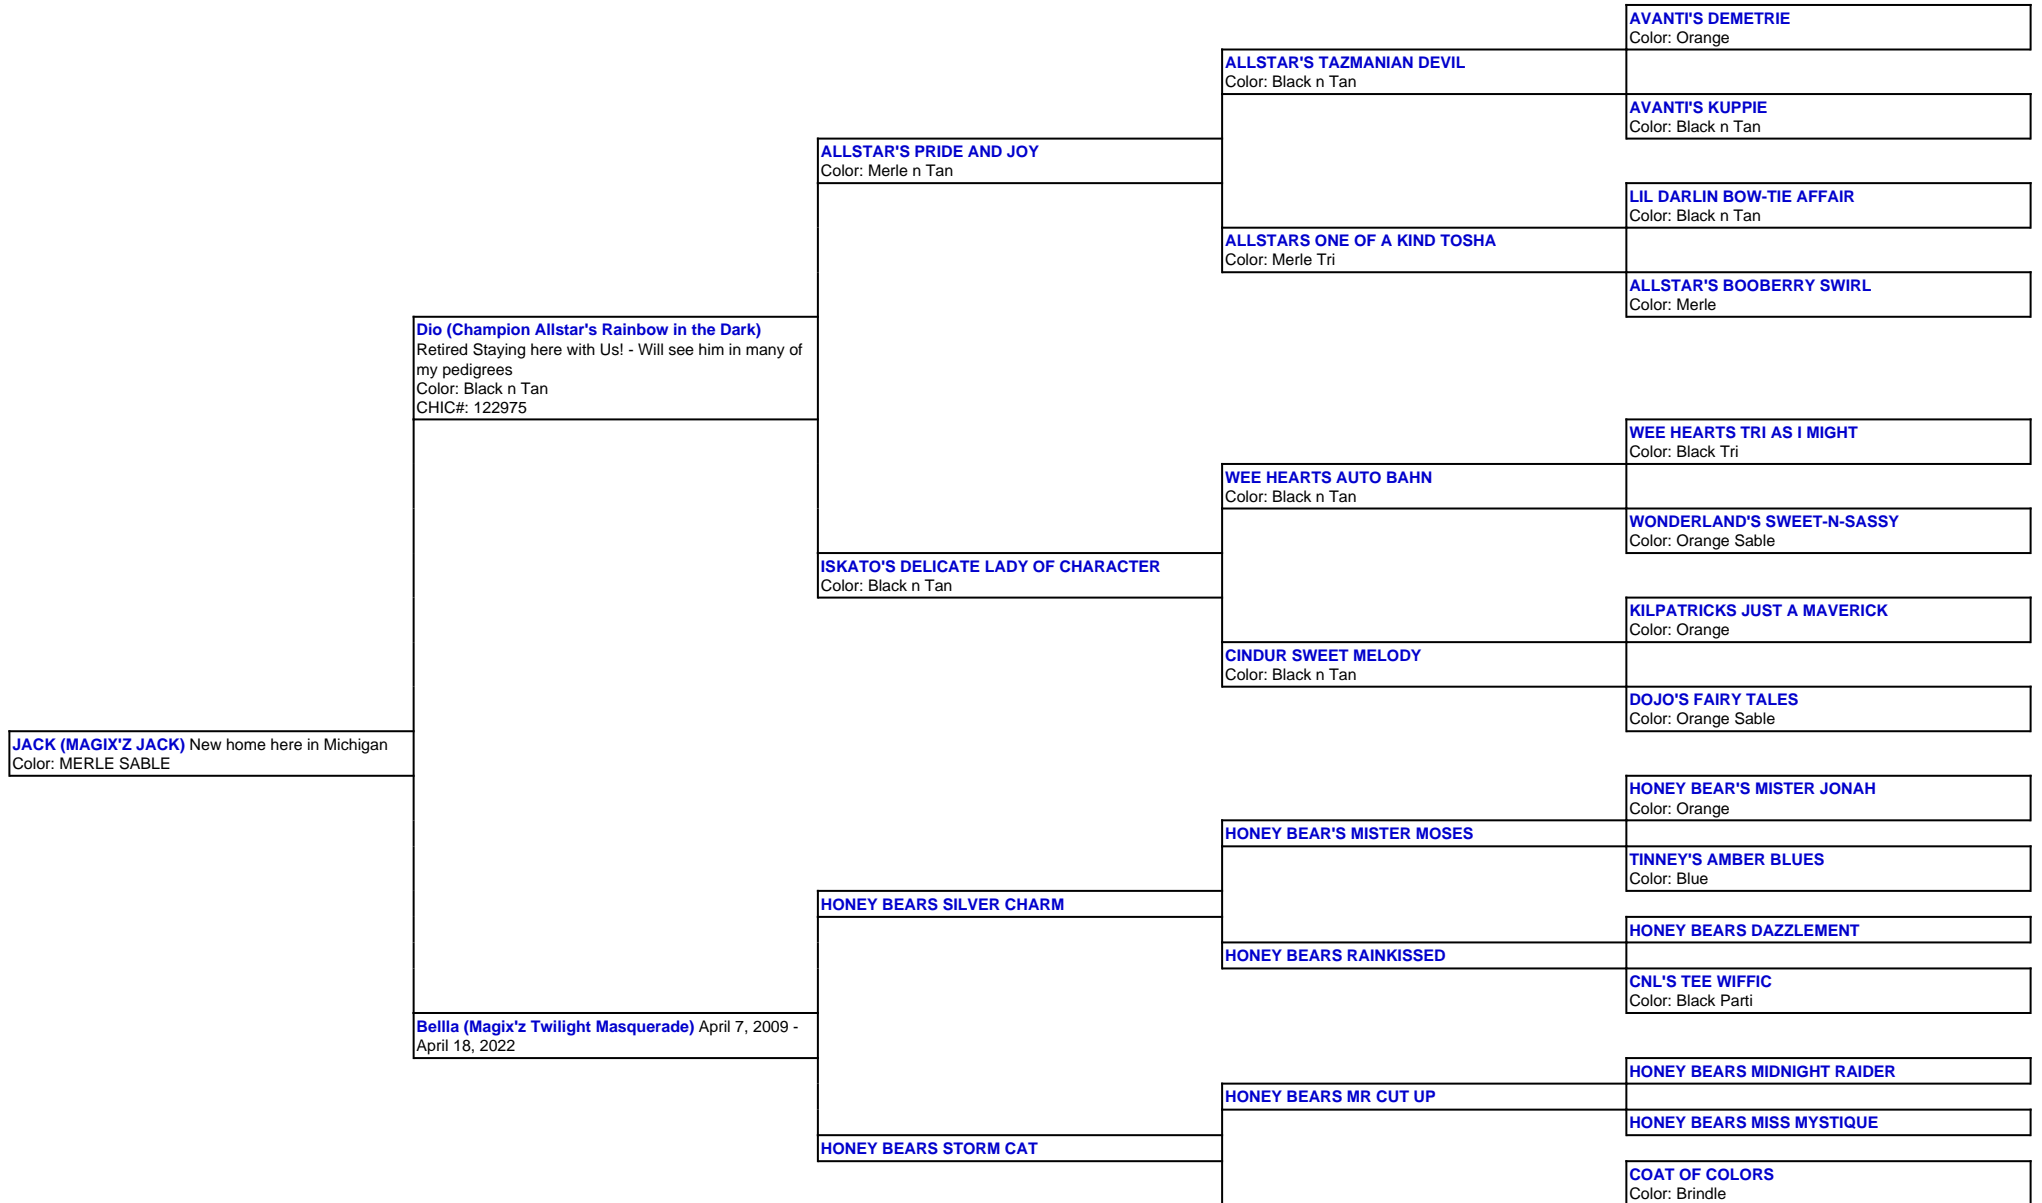 AVANTI'S DEMETRIE
Color: Orange
ALLSTAR'S TAZMANIAN DEVIL
Color: Black n Tan
AVANTI'S KUPPIE
Color: Black n Tan
ALLSTAR'S PRIDE AND JOY
Color: Merle n Tan
LIL DARLIN BOW-TIE AFFAIR
Color: Black n Tan
ALLSTARS ONE OF A KIND TOSHA
Color: Merle Tri
ALLSTAR'S BOOBERRY SWIRL
Color: Merle
Dio (Champion Allstar's Rainbow in the Dark)
Retired Staying here with Us! - Will see him in many of
my pedigrees
Color: Black n Tan
CHIC#: 122975
WEE HEARTS TRI AS I MIGHT
Color: Black Tri
WEE HEARTS AUTO BAHN
Color: Black n Tan
WONDERLAND'S SWEET-N-SASSY
Color: Orange Sable
ISKATO'S DELICATE LADY OF CHARACTER
Color: Black n Tan
KILPATRICKS JUST A MAVERICK
Color: Orange
CINDUR SWEET MELODY
Color: Black n Tan
DOJO'S FAIRY TALES
Color: Orange Sable
JACK (MAGIX'Z JACK) New home here in Michigan
Color: MERLE SABLE
HONEY BEAR'S MISTER JONAH
Color: Orange
HONEY BEAR'S MISTER MOSES
TINNEY'S AMBER BLUES
Color: Blue
HONEY BEARS SILVER CHARM
HONEY BEARS DAZZLEMENT
HONEY BEARS RAINKISSED
CNL'S TEE WIFFIC
Color: Black Parti
Bellla (Magix'z Twilight Masquerade) April 7, 2009 -
April 18, 2022
HONEY BEARS MIDNIGHT RAIDER
HONEY BEARS MR CUT UP
HONEY BEARS MISS MYSTIQUE
HONEY BEARS STORM CAT
COAT OF COLORS
Color: Brindle